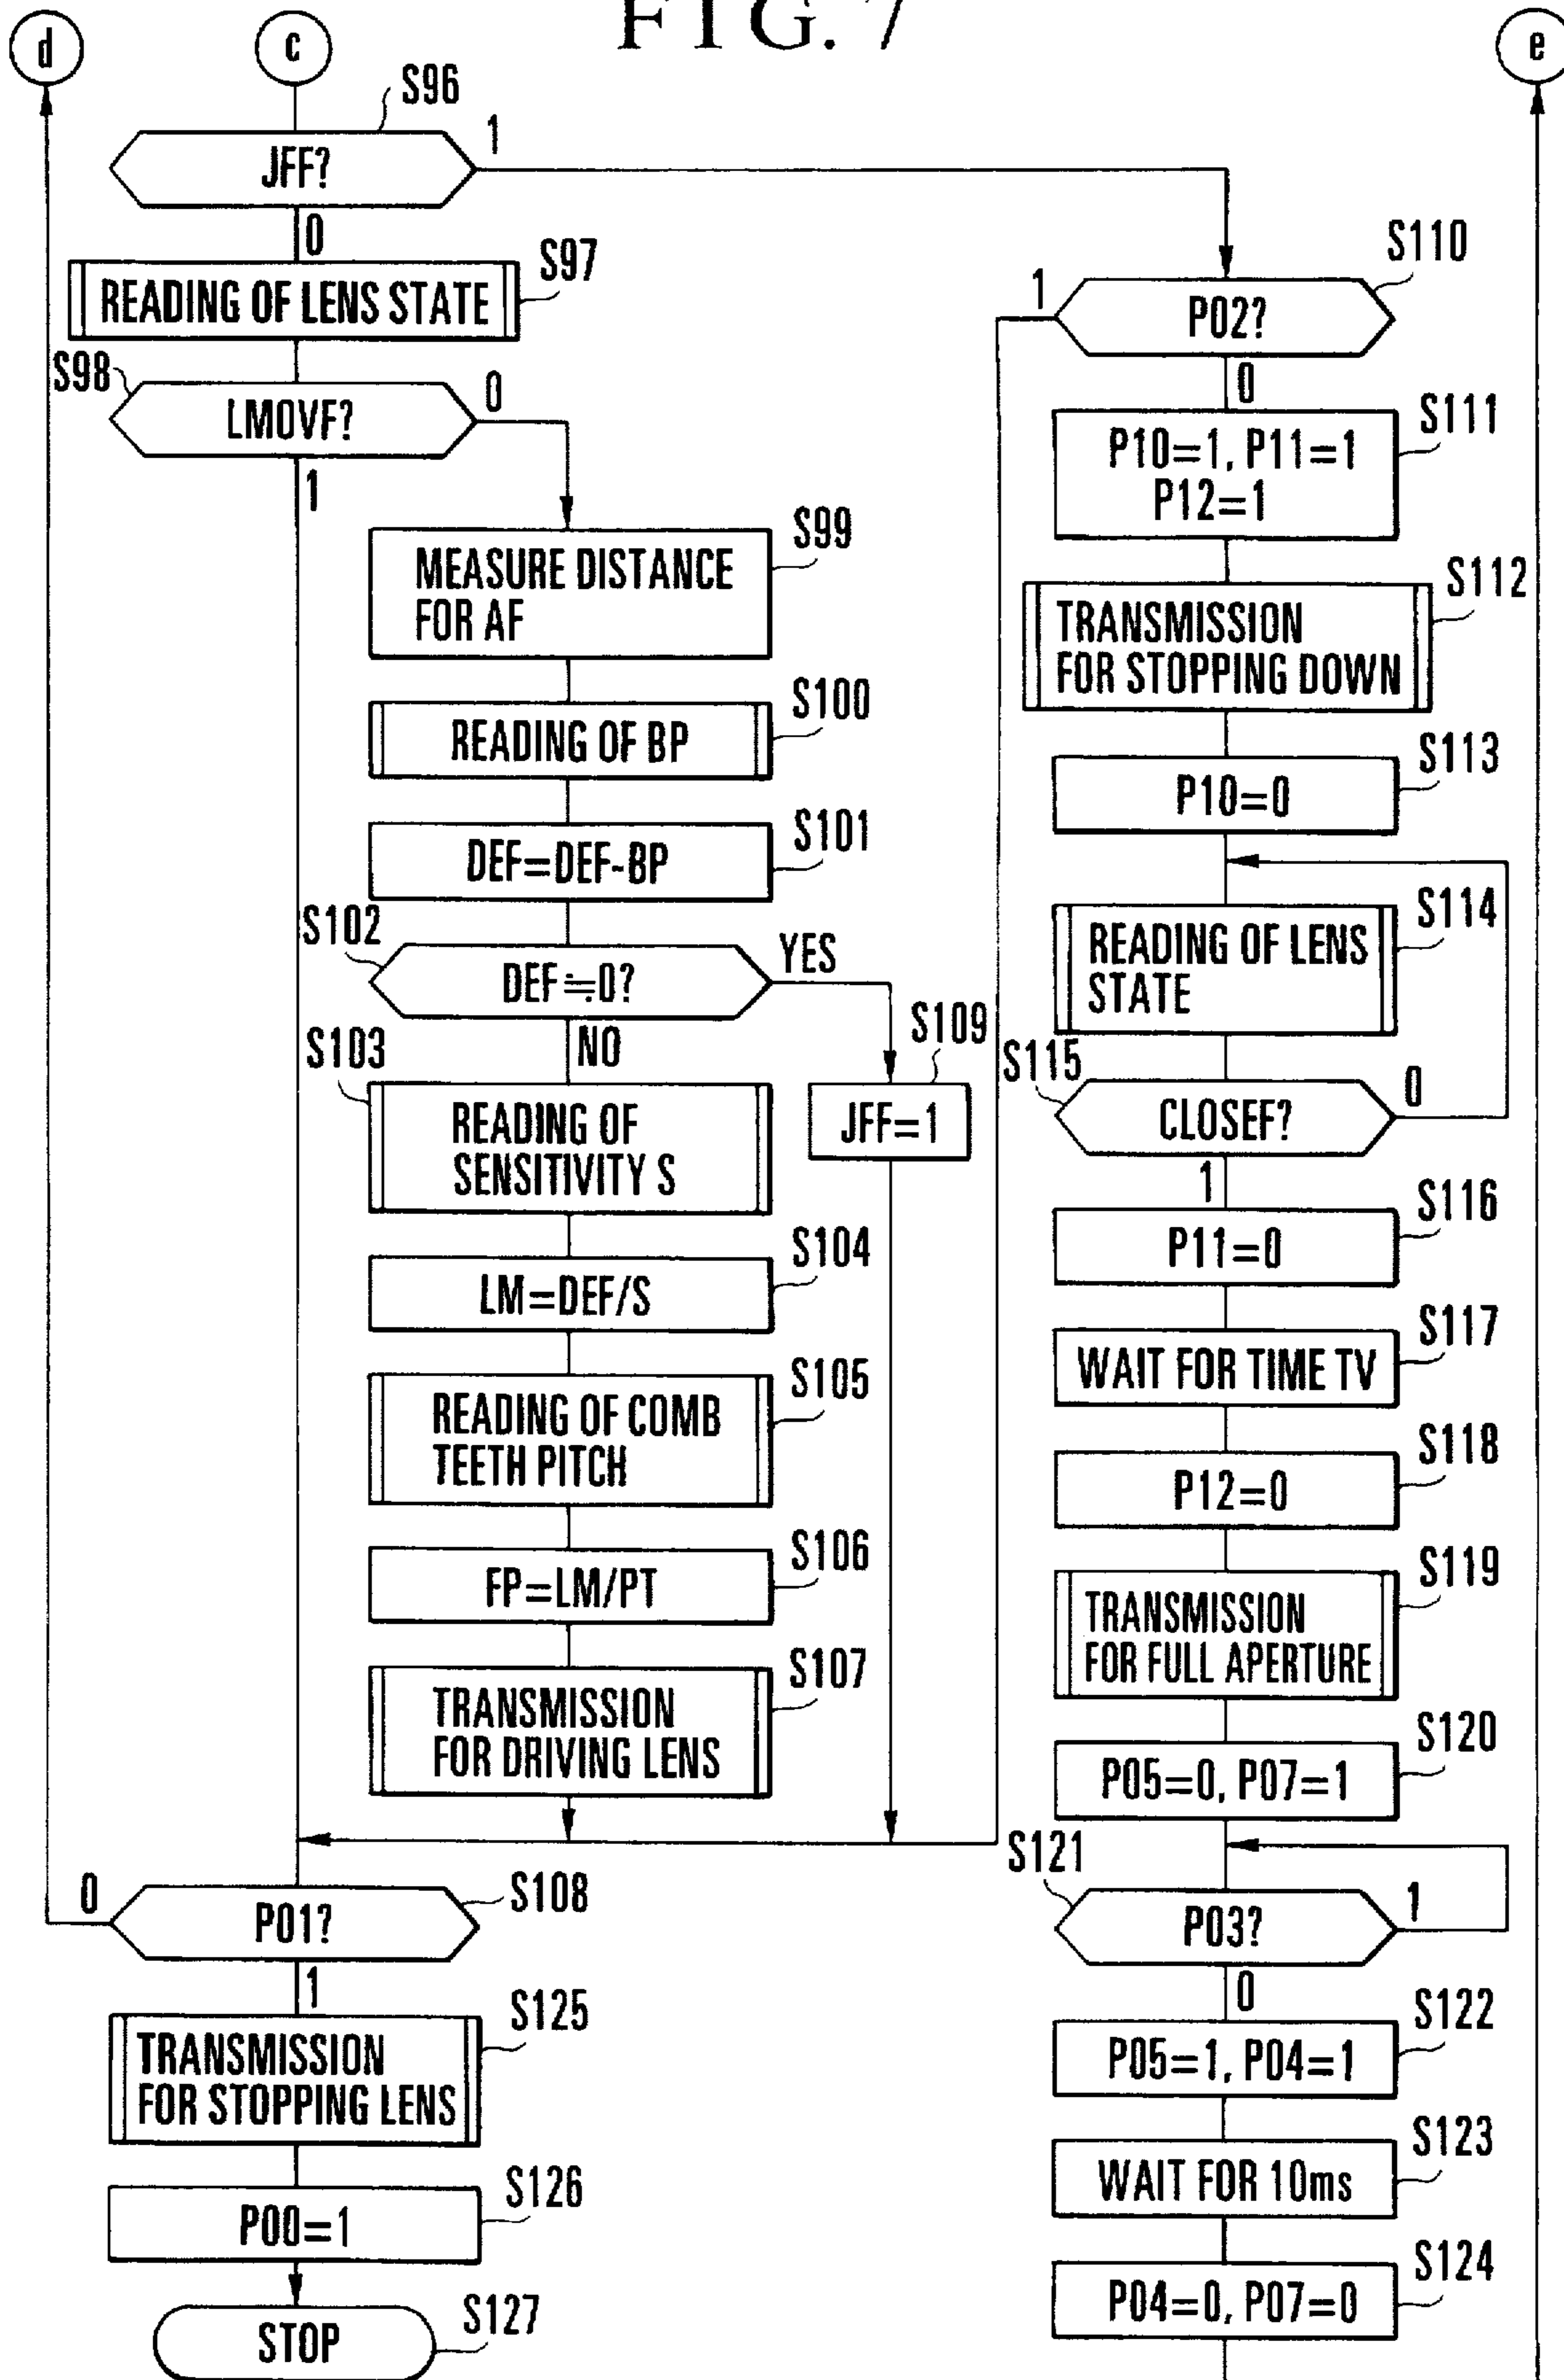 FIG. 7
d
c
e
S96
JFF?
1
0
S97
READING OF LENS STATE
S98
LMOVF?
0
1
S99
MEASURE DISTANCE
FOR AF
S100
READING OF BP
S101
DEF=DEF-BP
S102
DEF≒0?
YES
NO
S109
JFF=1
S103
READING OF
SENSITIVITY S
S104
LM=DEF/S
S105
READING OF COMB
TEETH PITCH
S106
FP=LM/PT
S107
TRANSMISSION
FOR DRIVING LENS
S108
P01?
0
1
S125
TRANSMISSION
FOR STOPPING LENS
S126
P00=1
S127
STOP
S110
P02?
1
0
S111
P10=1, P11=1
P12=1
S112
TRANSMISSION
FOR STOPPING DOWN
S113
P10=0
S114
READING OF LENS
STATE
S115
CLOSEF?
0
1
S116
P11=0
S117
WAIT FOR TIME TV
S118
P12=0
S119
TRANSMISSION
FOR FULL APERTURE
S120
P05=0, P07=1
S121
P03?
1
0
S122
P05=1, P04=1
S123
WAIT FOR 10ms
S124
P04=0, P07=0